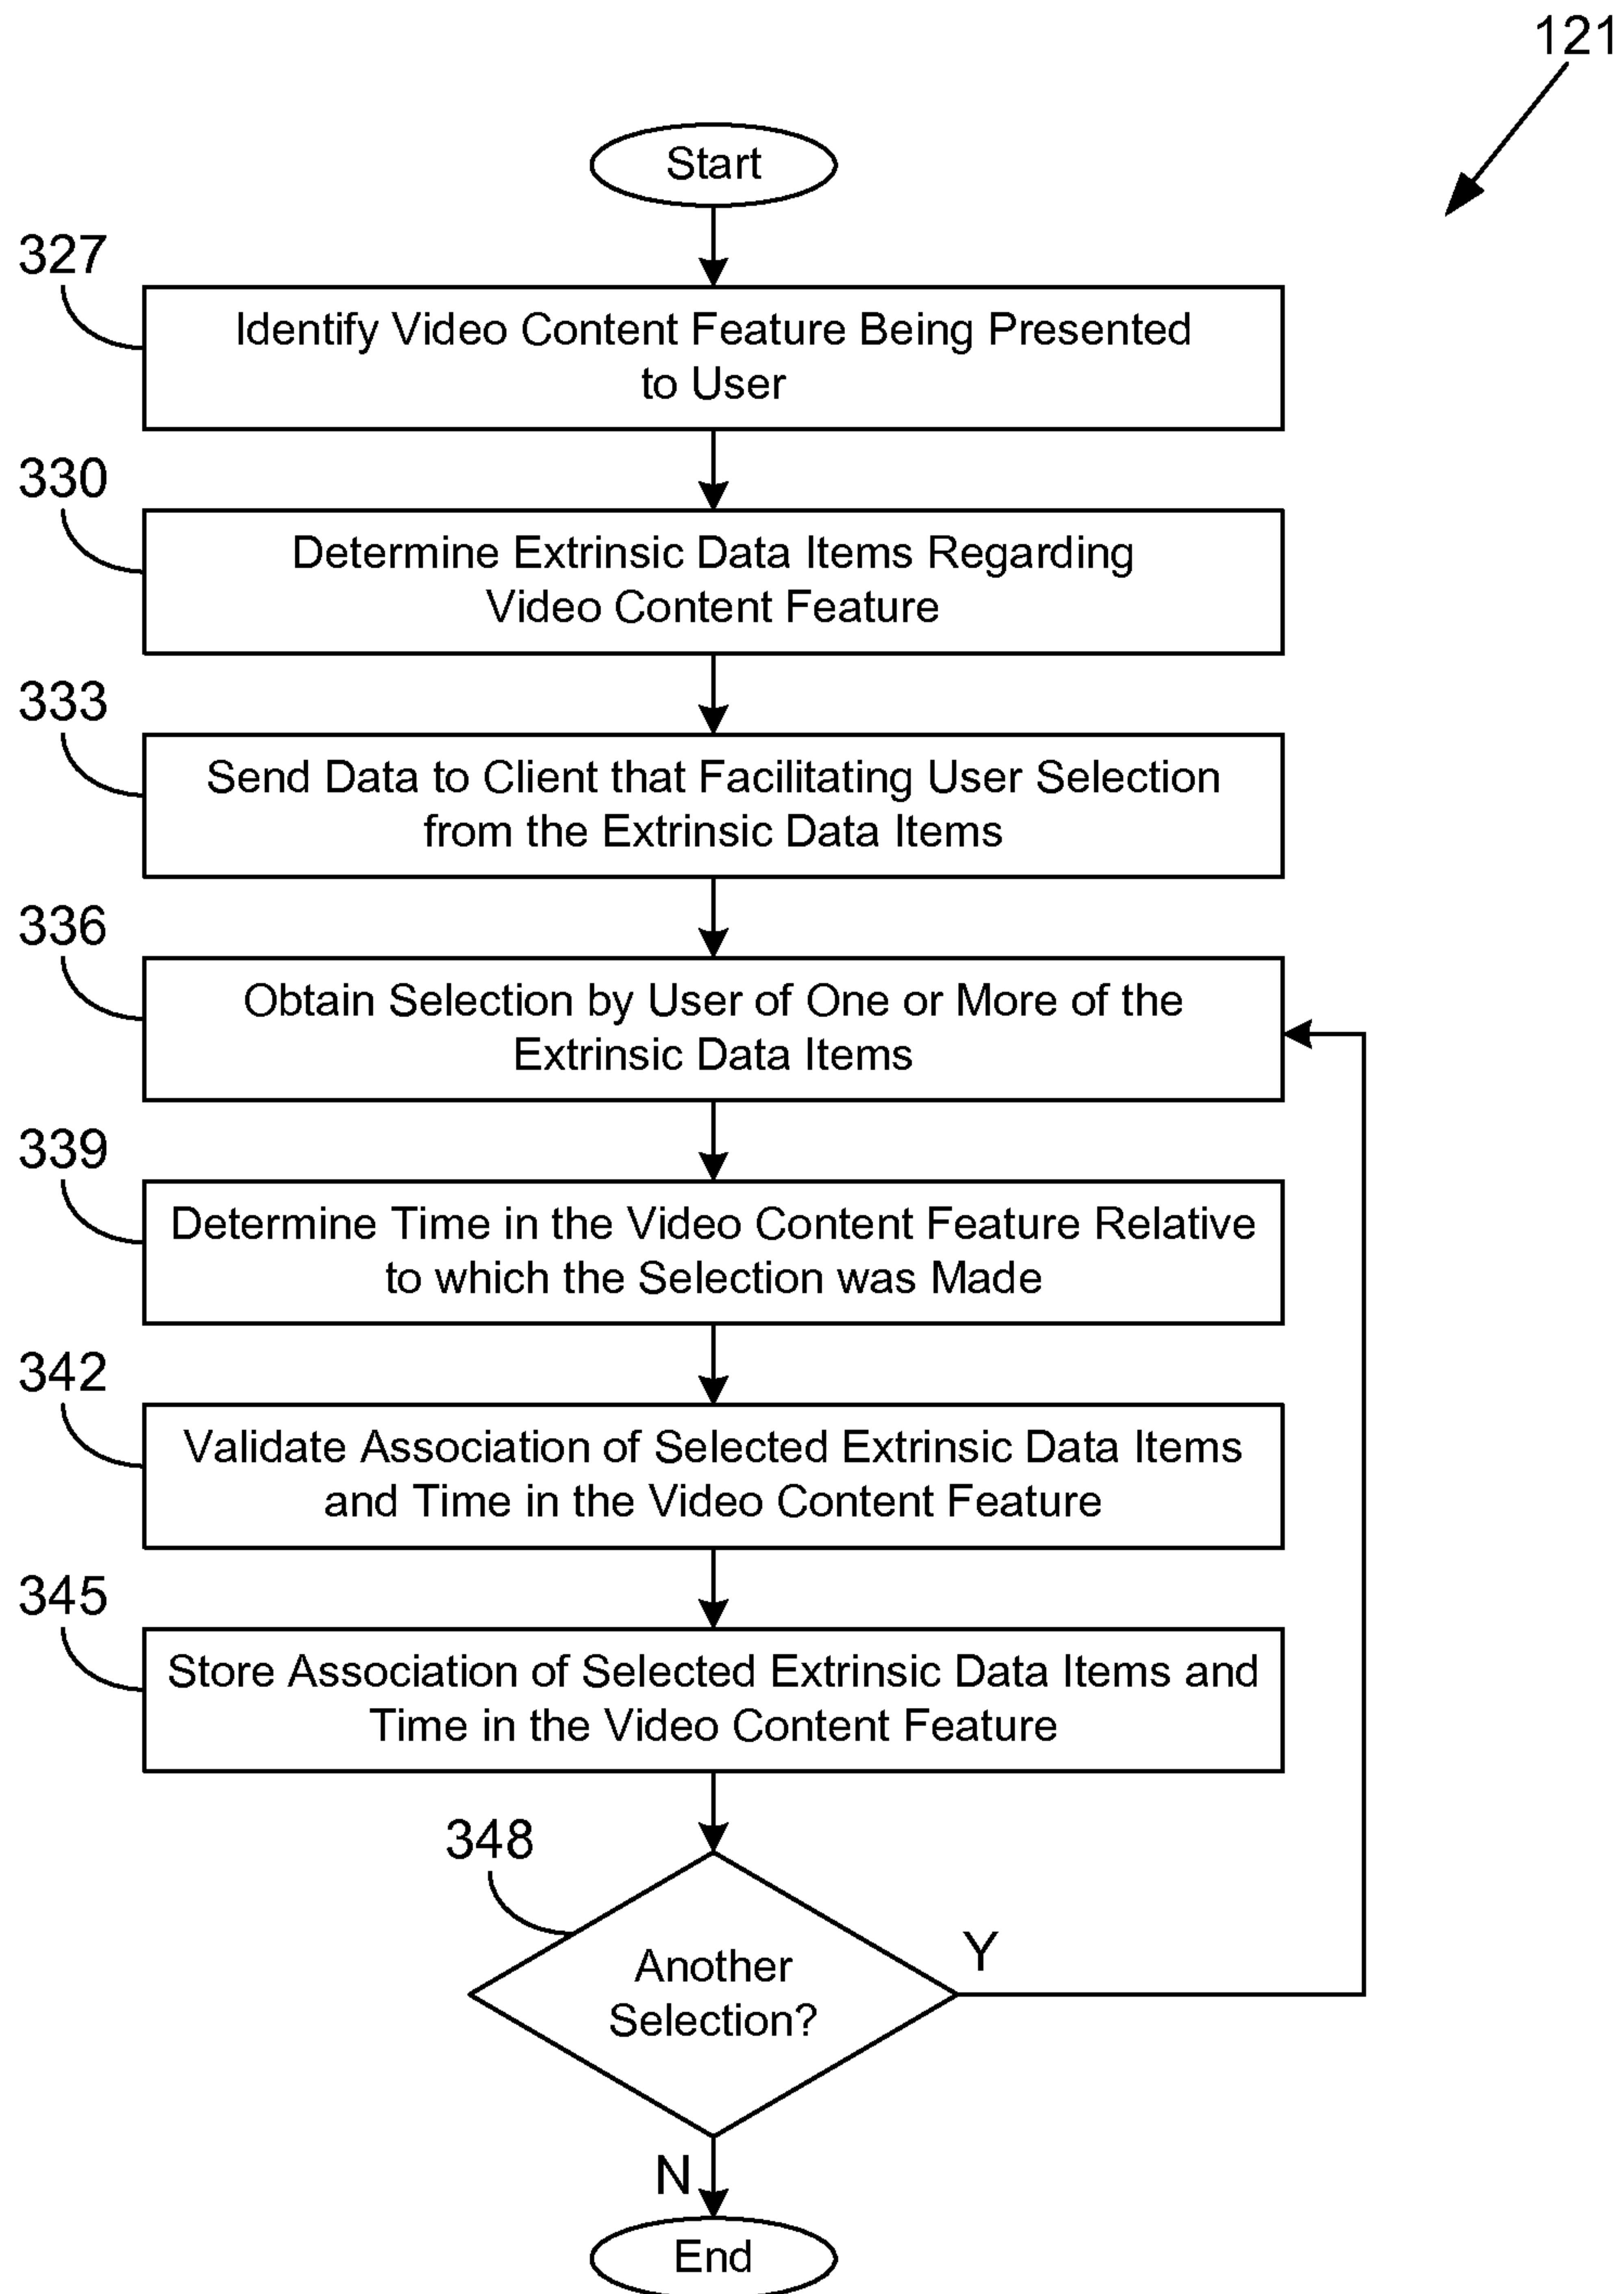 121
Start
327
Identify Video Content Feature Being Presented
to User
330
Determine Extrinsic Data Items Regarding
Video Content Feature
333
Send Data to Client that Facilitating User Selection
from the Extrinsic Data Items
336
Obtain Selection by User of One or More of the
Extrinsic Data Items
339
Determine Time in the Video Content Feature Relative
to which the Selection was Made
342
Validate Association of Selected Extrinsic Data Items
and Time in the Video Content Feature
345
Store Association of Selected Extrinsic Data Items and
Time in the Video Content Feature
348
Another
Selection?
Y
N
End